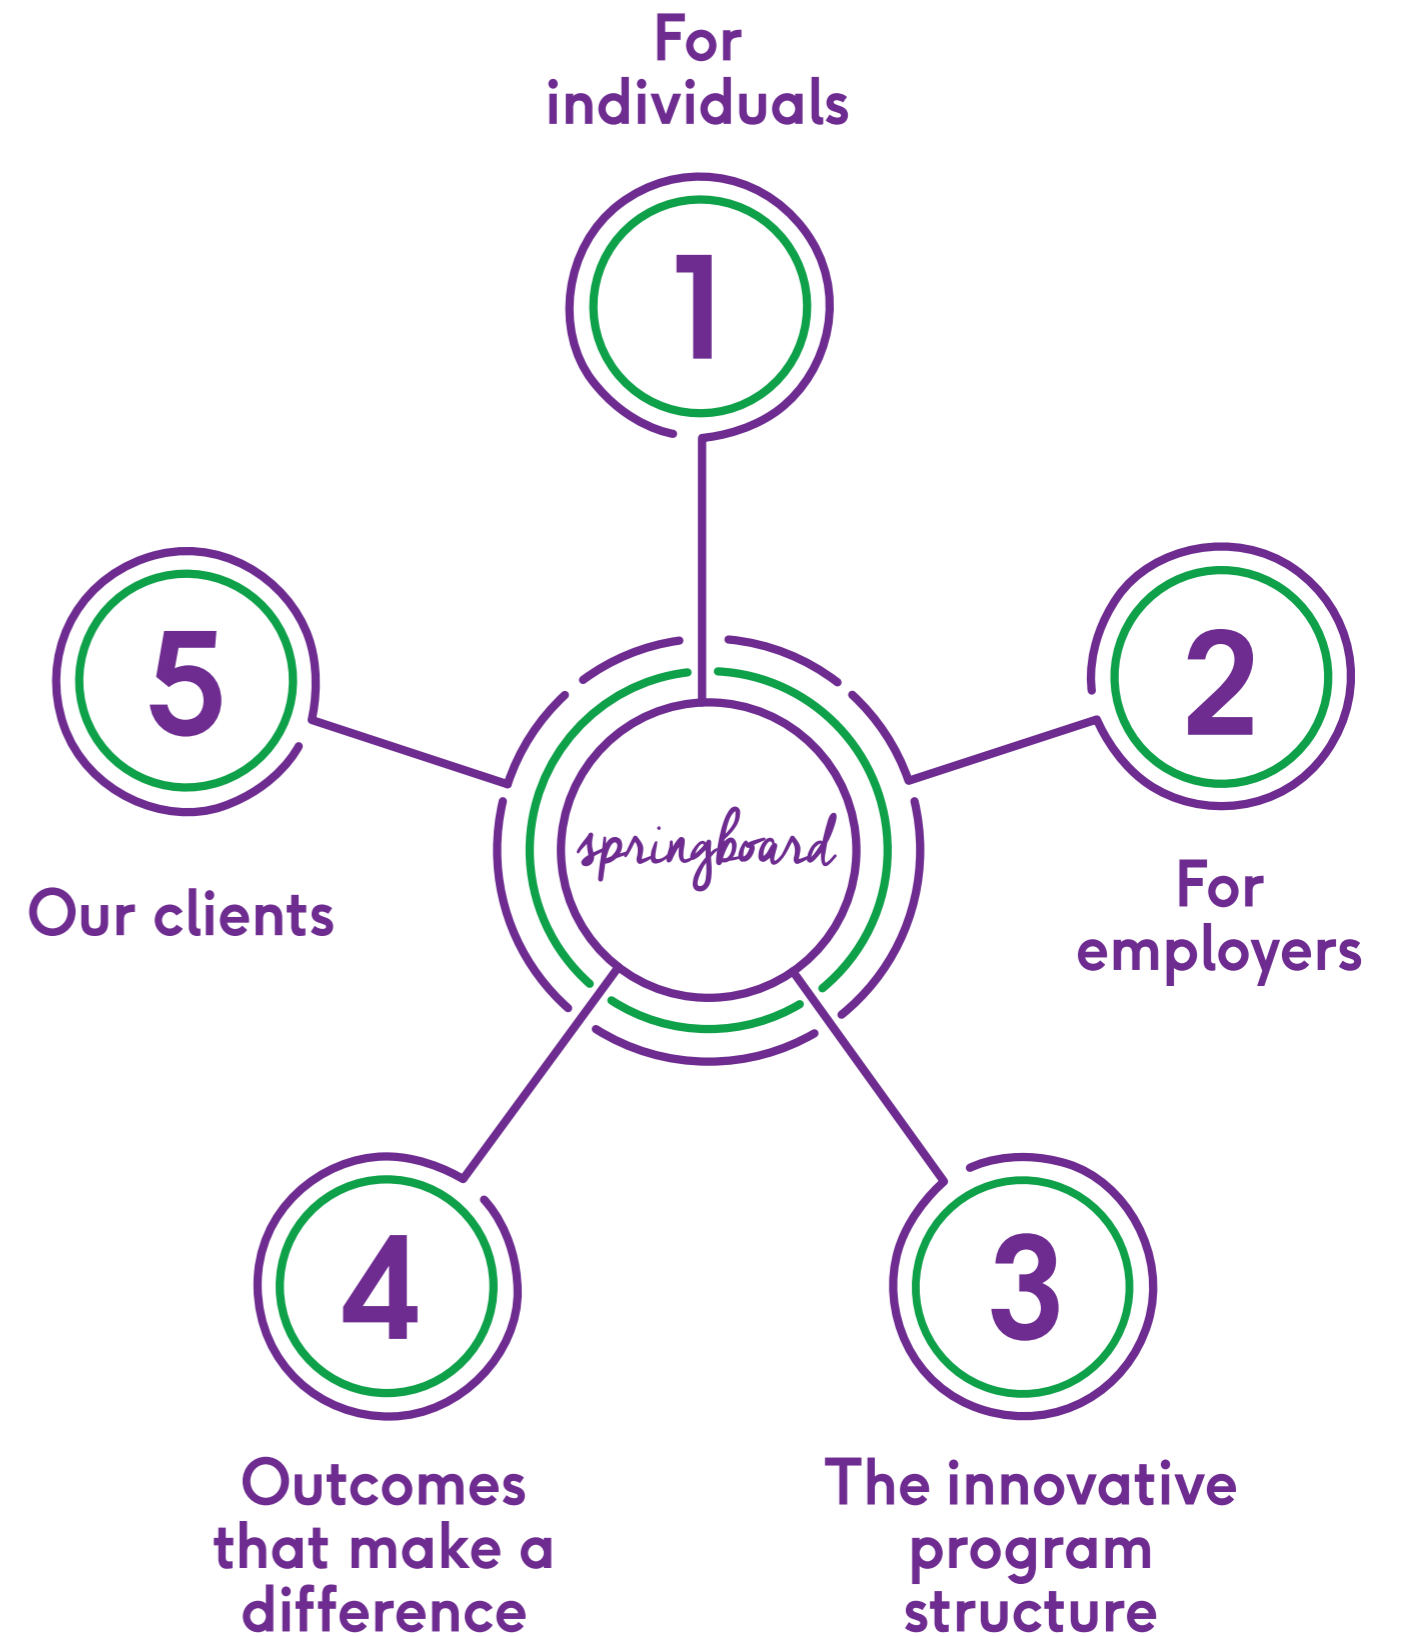 For
individuals
1
2
For
employers
3
The innovative
program
structure
4
Outcomes
that make a
difference
5
Our clients
springboard